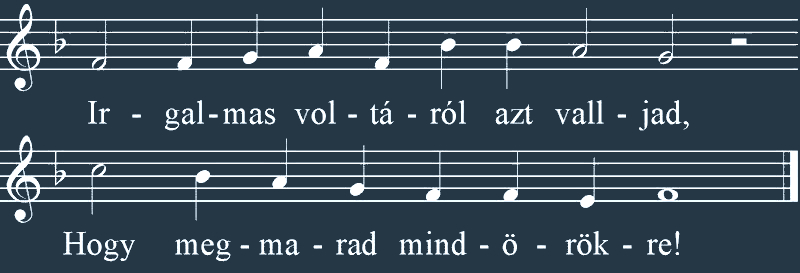 Ir - gal - mas vol - tá - ról azt vall - jad,
Hogy meg - ma - rad mind - ö - rök - re!